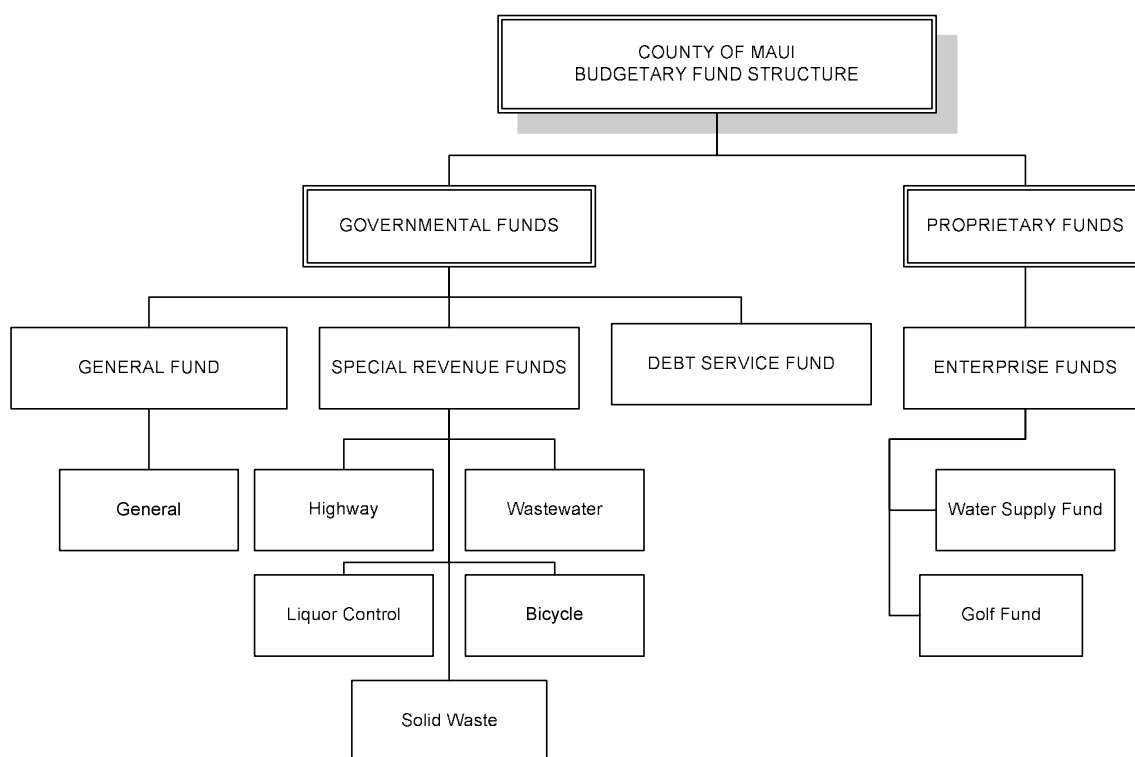 COUNTY OF MAUI
BUDGETARY FUND STRUCTURE
GOVERNMENTAL FUNDS
PROPRIETARY FUNDS
GENERAL FUND
SPECIAL REVENUE FUNDS
DEBT SERVICE FUND
ENTERPRISE FUNDS
General
Highway
Wastewater
Water Supply Fund
Liquor Control
Bicycle
Golf Fund
Solid Waste